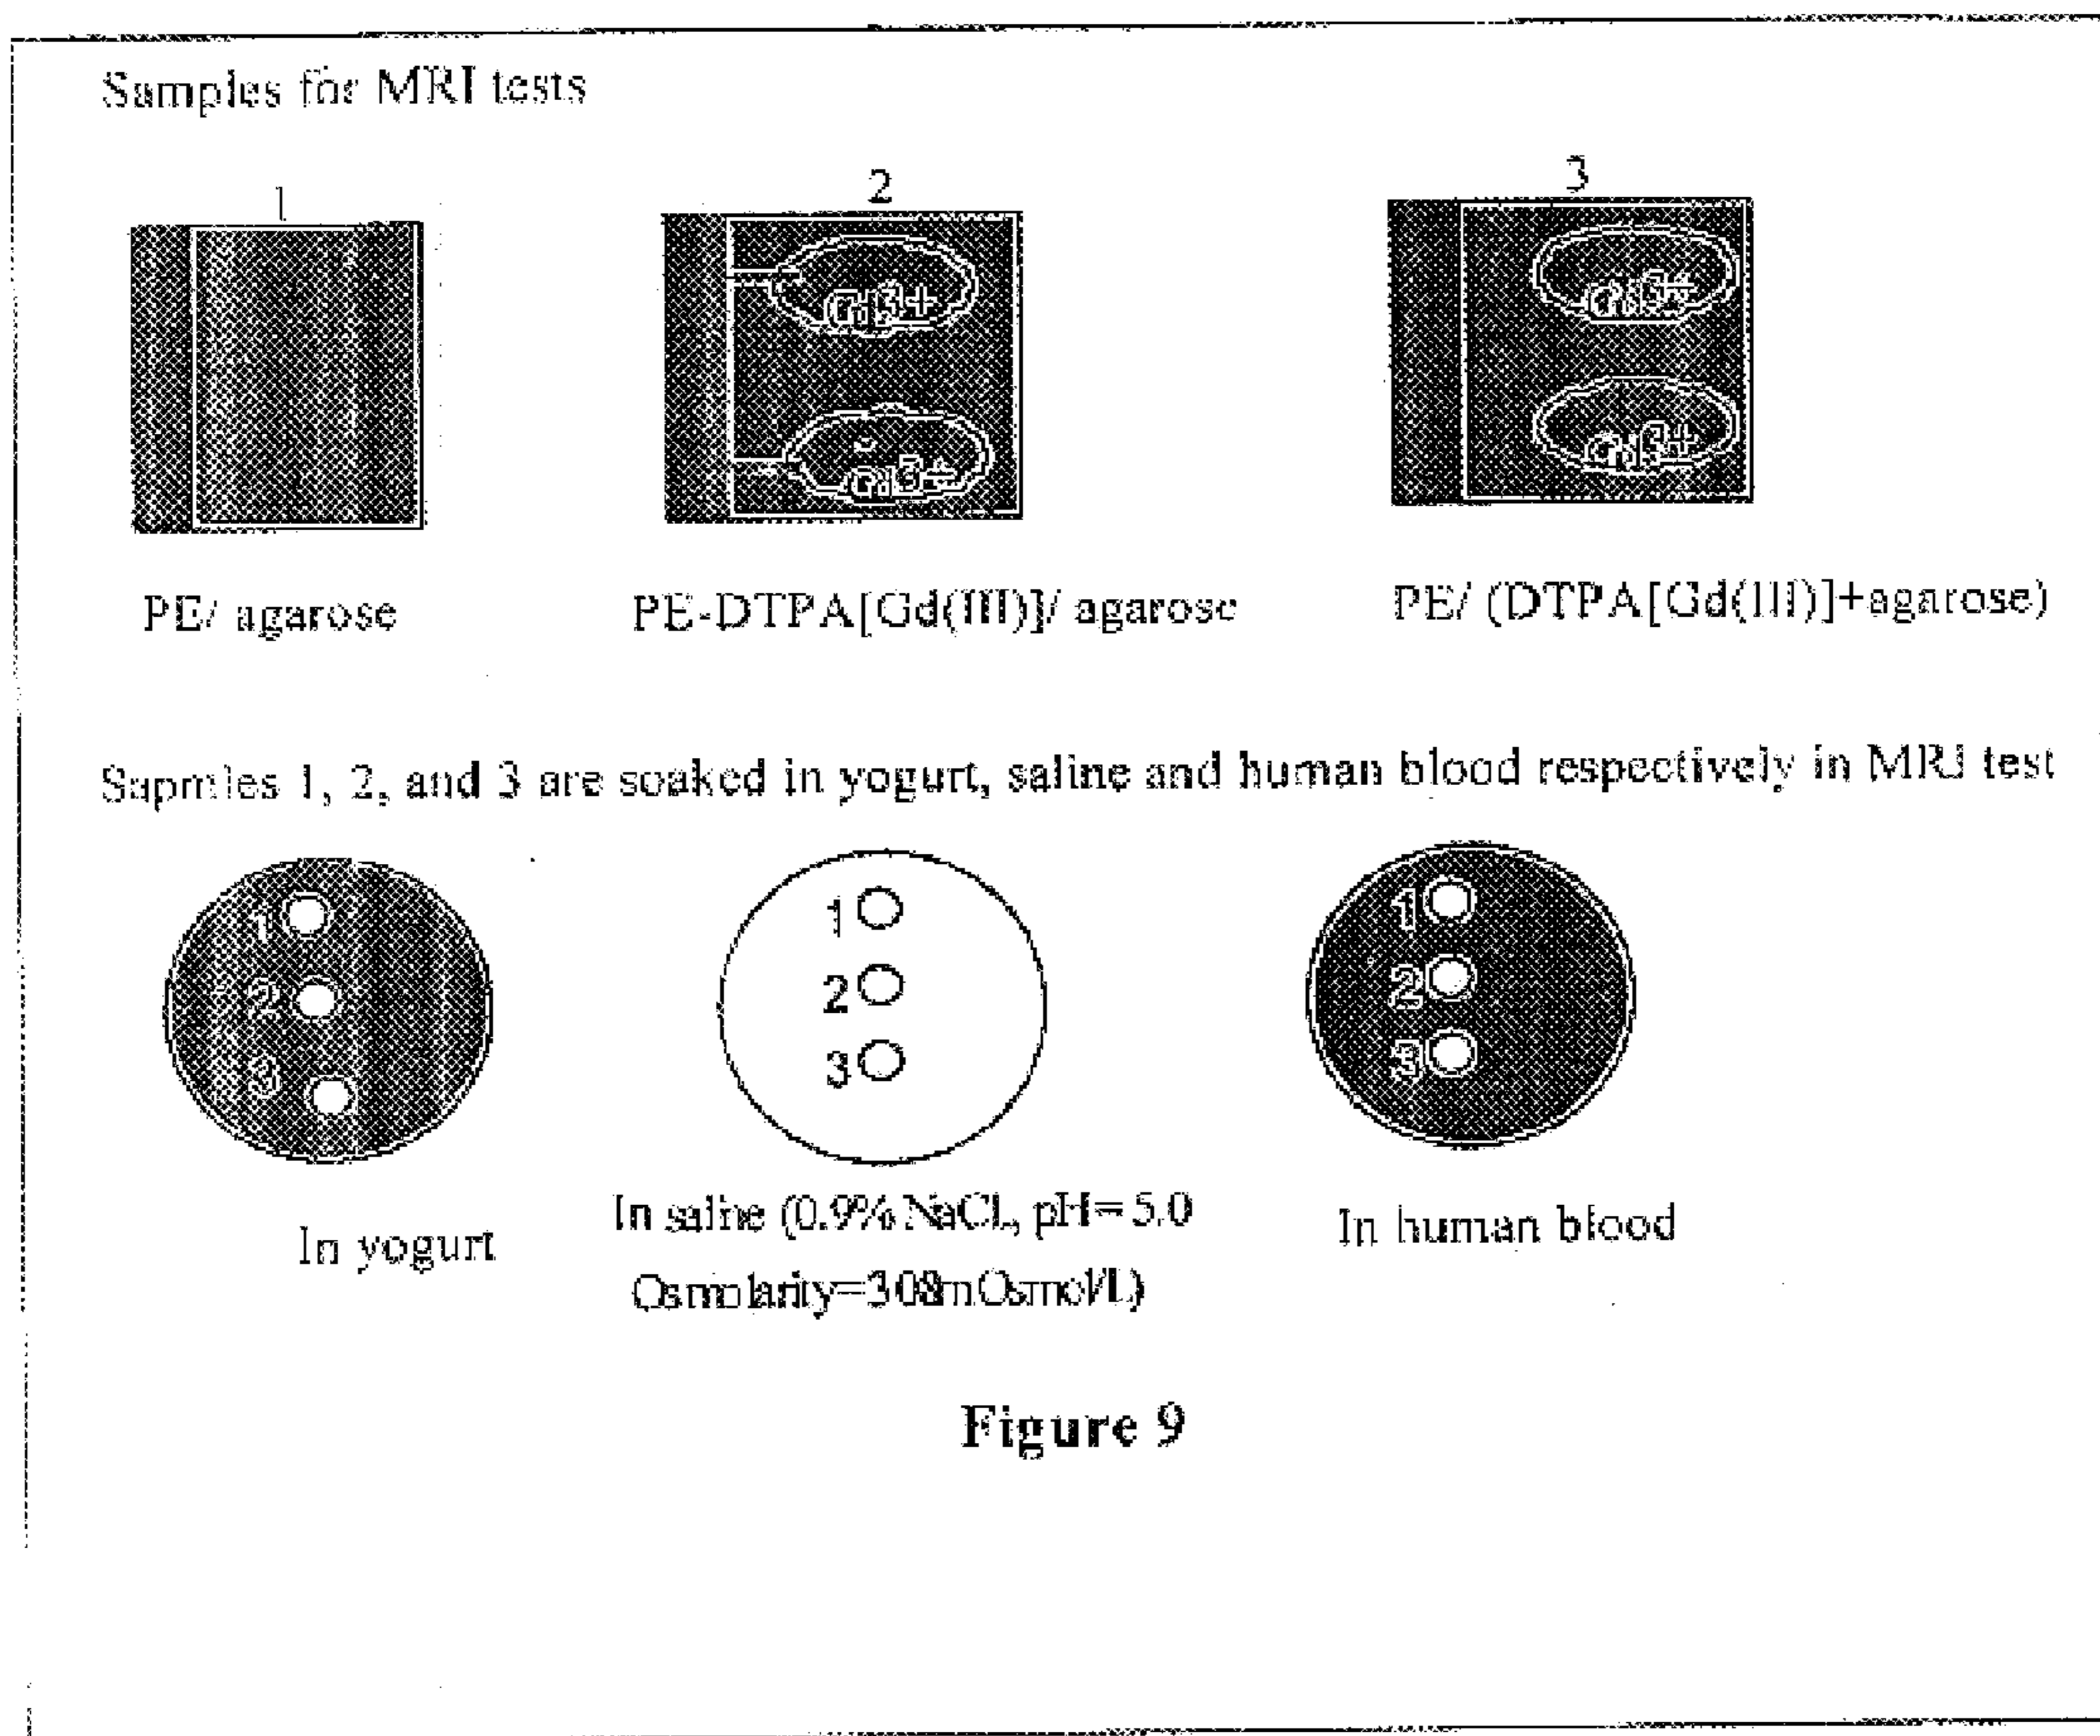 Samples for MRI tests
1
2
3
Gd3+
Gd3+
Gd3+
Gd3+
PE/ agarose
PE-DTPA[Gd(III)]/ agarose
PE/ (DTPA[Gd(III)]+agarose)
Sapmles 1, 2, and 3 are soaked in yogurt, saline and human blood respectively in MRI test
1
2
3
1
2
3
1
2
3
In yogurt
In saline (0.9% NaCl, pH=5.0
Osmolarity=308mOsmol/L)
In human blood
Figure 9